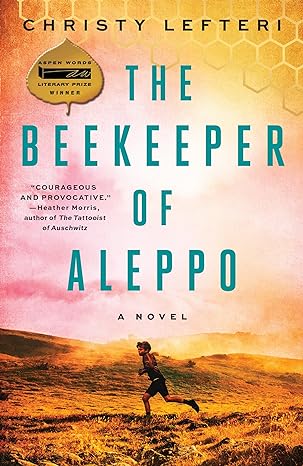 CHRISTY LEFTERI
ASPEN WORDS
LITERARY PRIZE
WINNER
THE
BEEKEEPER
OF
ALEPPO
"COURAGEOUS
AND PROVOCATIVE."
—Heather Morris,
author of The Tattooist
of Auschwitz
A NOVEL